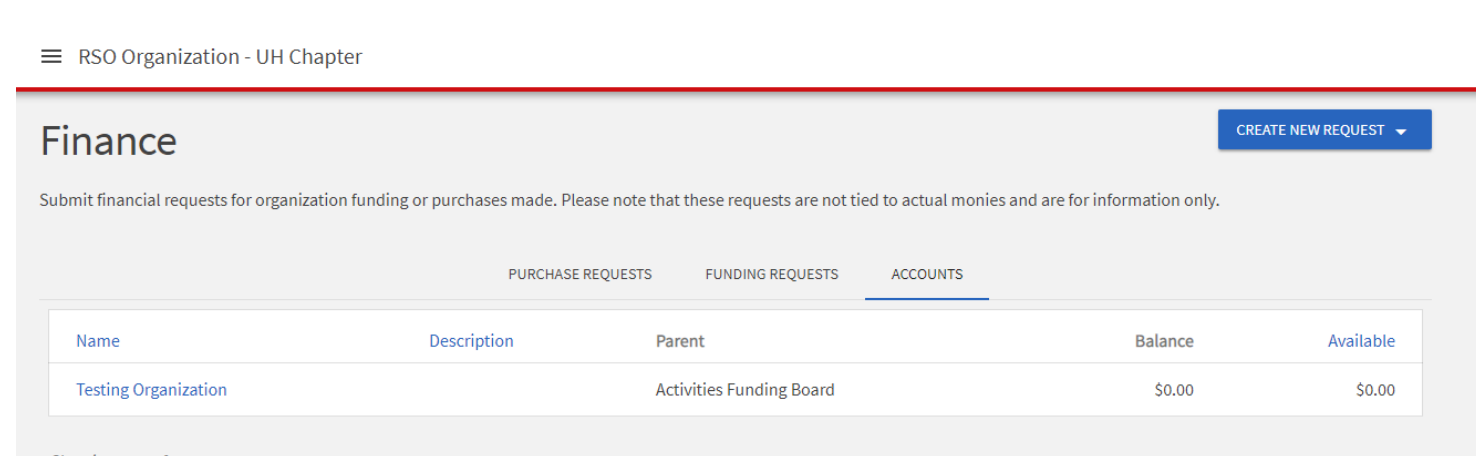 RSO Organization - UH Chapter
Finance
CREATE NEW REQUEST
Submit financial requests for organization funding or purchases made. Please note that these requests are not tied to actual monies and are for information only.
PURCHASE REQUESTS FUNDING REQUESTS ACCOUNTS
Name Description Parent Balance Available
Testing Organization Activities Funding Board $0.00 $0.00